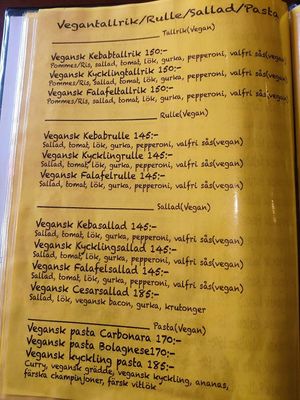 Vegantallrik/Rulle/Sallad/Pasta
Tallrik(Vegan)
Vegansk Kebabtallrik 150:-
Pommes/Ris, sallad, tomat, lök, gurka, pepperoni, valfri sås(vegan)
Vegansk Kycklingtallrik 150:-
Pommes/Ris, sallad, tomat, lök, gurka, pepperoni, valfri sås(vegan)
Vegansk Falafeltallrik 150:-
Pommes/Ris, sallad, tomat, lök, gurka, pepperoni, valfri sås(vegan)
Rulle(Vegan)
Vegansk Kebabrulle 145:-
Sallad, tomat, lök, gurka, pepperoni, valfri sås(vegan)
Vegansk Kycklingrulle 145:-
Sallad, tomat, lök, gurka, pepperoni, valfri sås(vegan)
Vegansk Falafelrulle 145:-
Sallad, tomat, lök, gurka, pepperoni, valfri sås(vegan)
Sallad(Vegan)
Vegansk Kebasallad 145:-
Sallad, tomat, lök, gurka, pepperoni, valfri sås(vegan)
Vegansk Kycklingsallad 145:-
Sallad, tomat, lök, gurka, pepperoni, valfri sås(vegan)
Vegansk Falafelsallad 145:-
Sallad, tomat, lök, gurka, pepperoni, valfri sås(vegan)
Vegansk Cesarsallad 185:-
Sallad, lök, vegansk bacon, gurka, krutonger
Pasta(Vegan)
Vegansk pasta Carbonara 170:-
Vegansk pasta Bolagnese170:-
Vegansk kyckling pasta 185:-
Curry, vegansk grädde, vegansk kyckling, ananas,
färska champinjoner, färsk vitlök